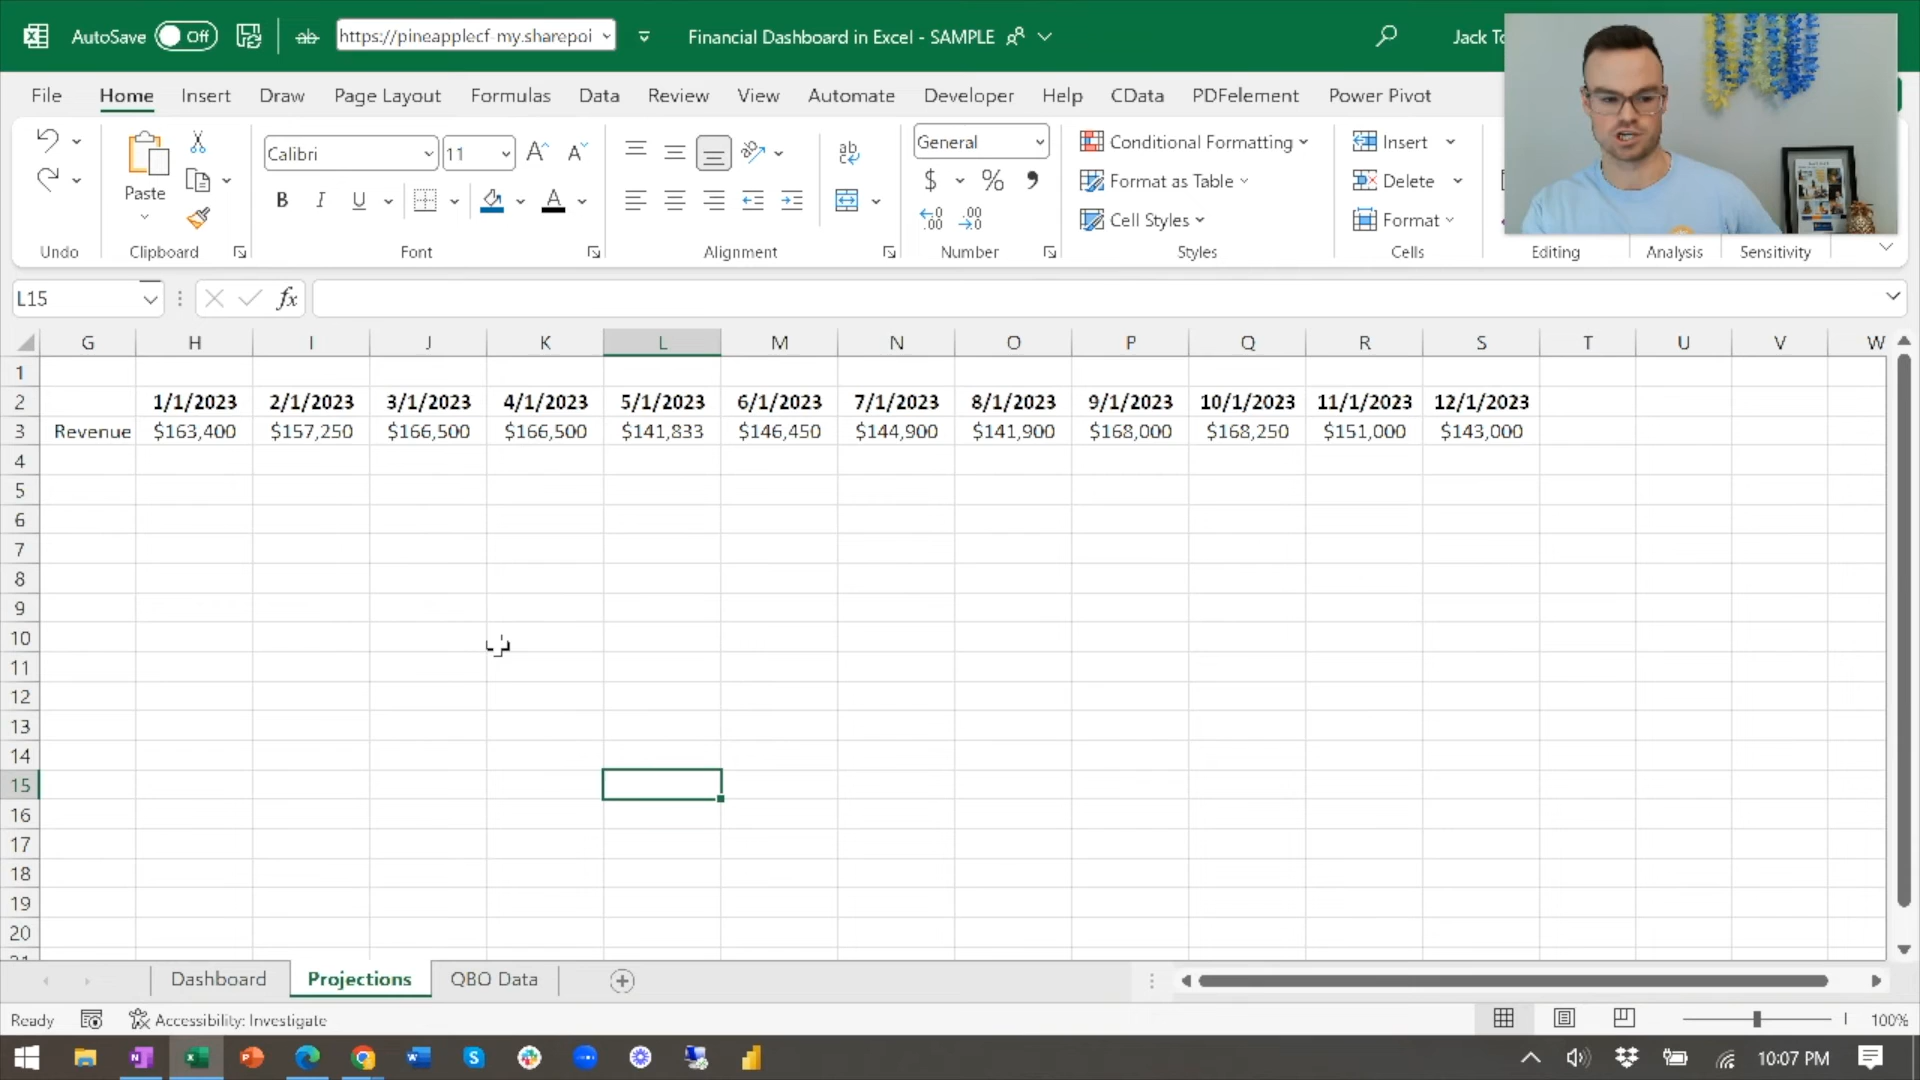 AutoSave Off ab https://pineapplecf-my.sharepoi Financial Dashboard in Excel - SAMPLE Jack To
File Home Insert Draw Page Layout Formulas Data Review View Automate Developer Help CData PDFelement Power Pivot
Calibri 11 General Conditional Formatting Insert
Paste Format as Table Delete
B I U A Cell Styles Format
Undo Clipboard Font Alignment Number Styles Cells Editing Analysis Sensitivity
L15 fx
G H I J K L M N O P Q R S T U V W
1
2 1/1/2023 2/1/2023 3/1/2023 4/1/2023 5/1/2023 6/1/2023 7/1/2023 8/1/2023 9/1/2023 10/1/2023 11/1/2023 12/1/2023
3 Revenue $163,400 $157,250 $166,500 $166,500 $141,833 $146,450 $144,900 $141,900 $168,000 $168,250 $151,000 $143,000
4
5
6
7
8
9
10
11
12
13
14
15
16
17
18
19
20
Dashboard Projections QBO Data
Ready Accessibility: Investigate 100%
10:07 PM